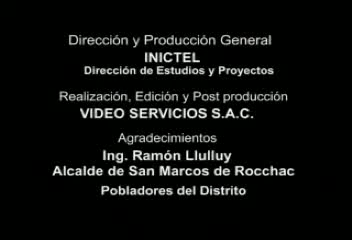 Dirección y Producción General
INICTEL
Dirección de Estudios y Proyectos
Realización, Edición y Post producción
VIDEO SERVICIOS S.A.C.
Agradecimientos
Ing. Ramón Llulluy
Alcalde de San Marcos de Rocchac
Pobladores del Distrito